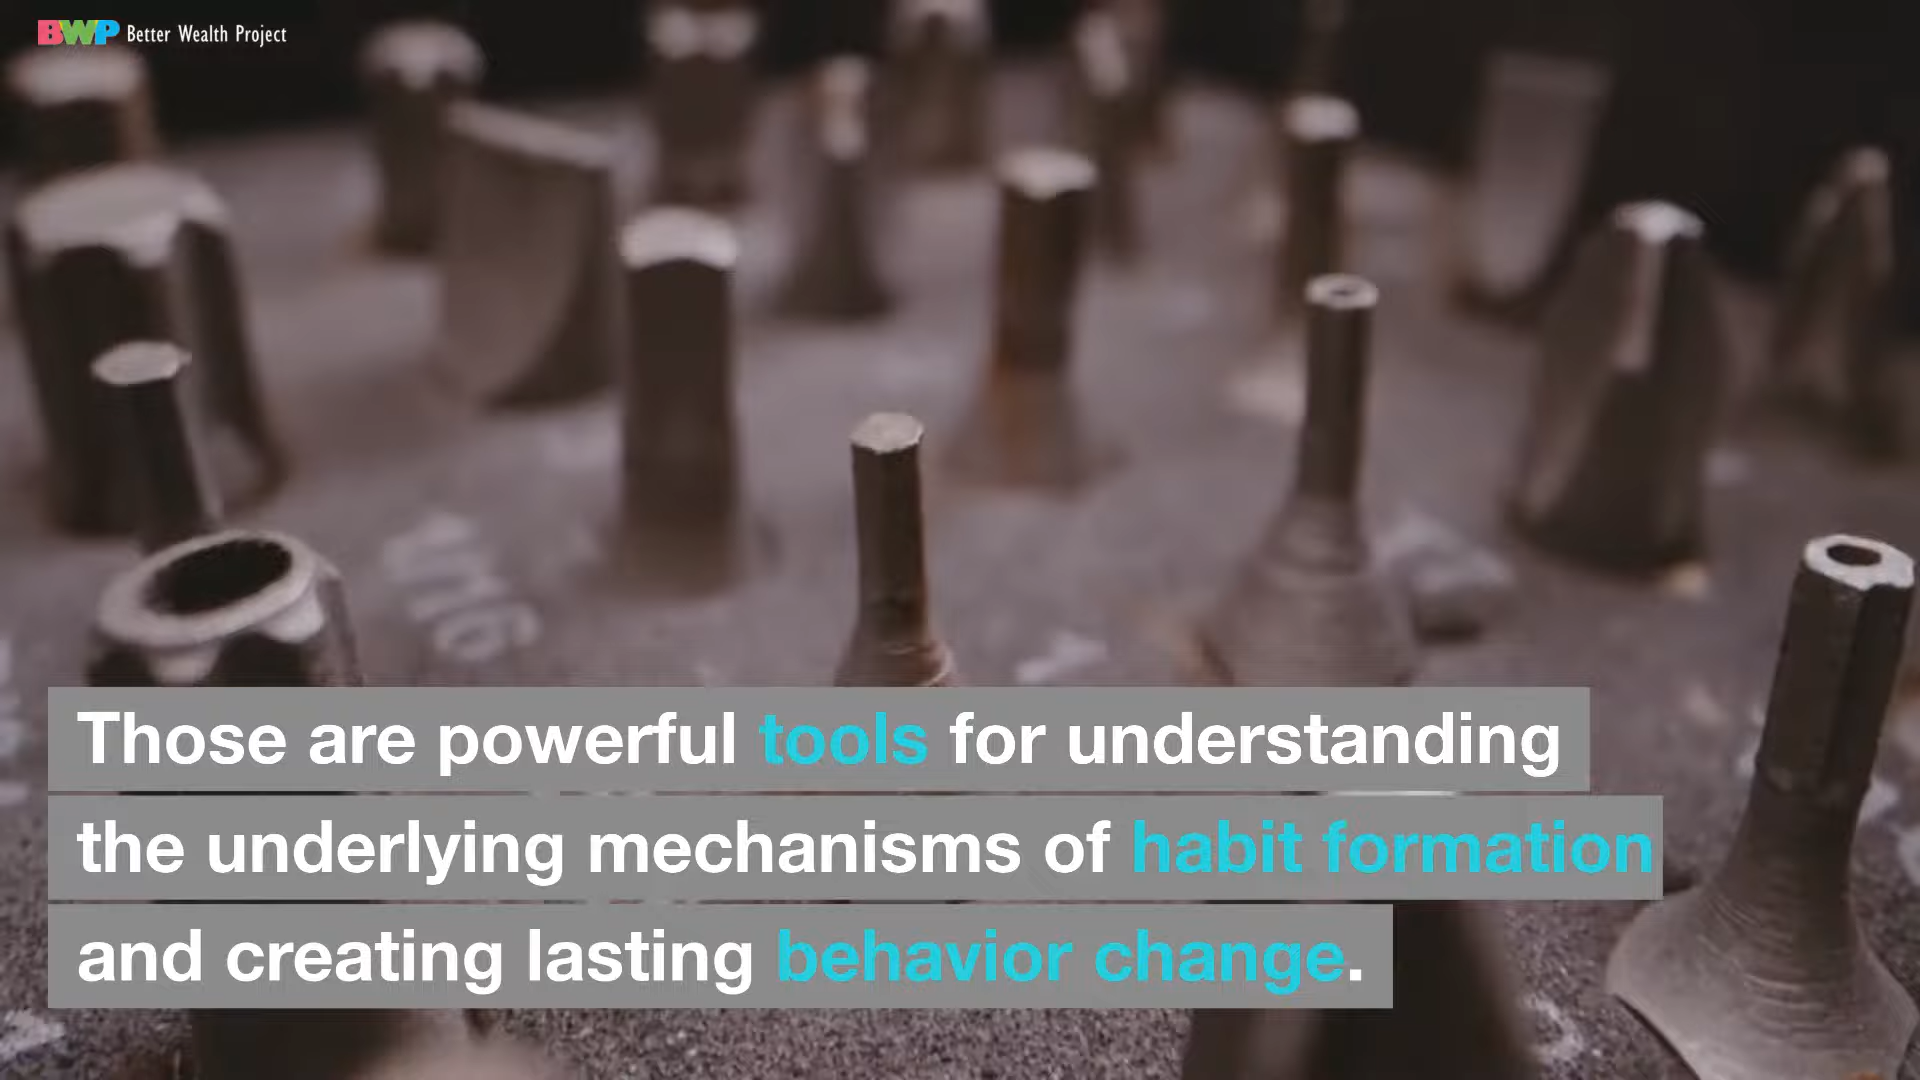 BWP Better Wealth Project
Those are powerful tools for understanding
the underlying mechanisms of habit formation
and creating lasting behavior change.